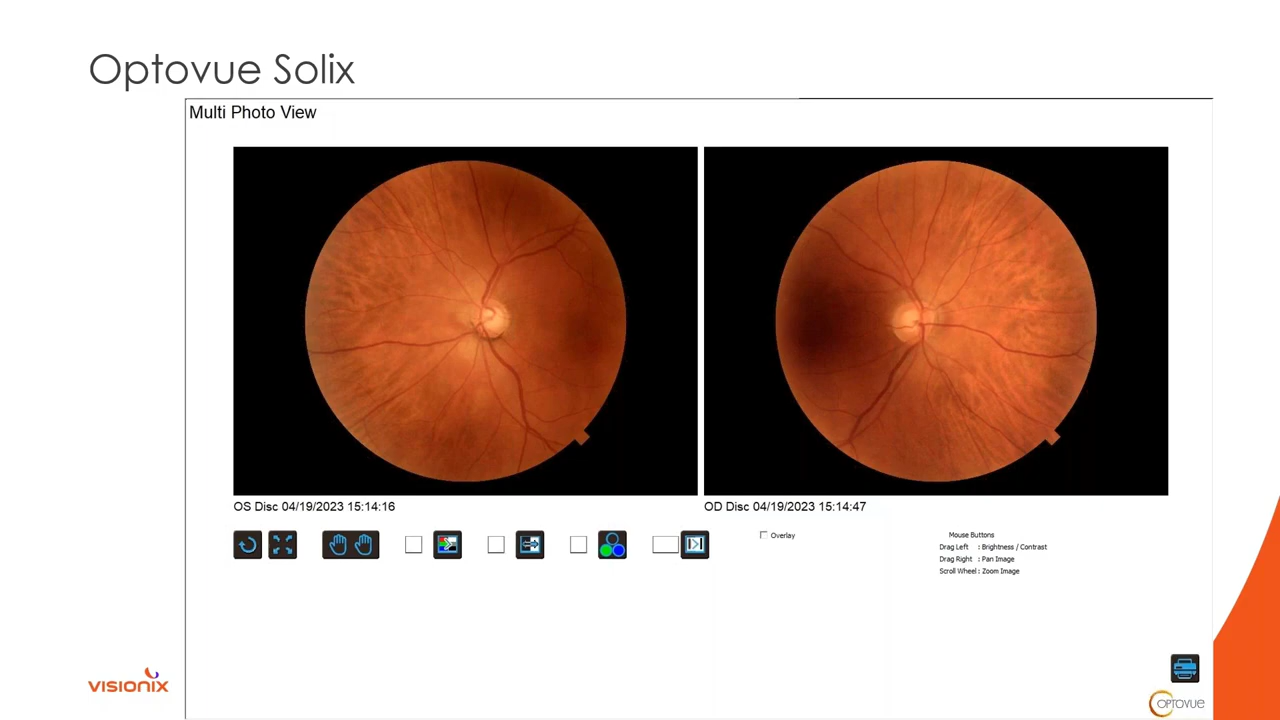 Optovue Solix
Multi Photo View
OS Disc 04/19/2023 15:14:16
OD Disc 04/19/2023 15:14:47
Overlay
Mouse Buttons
Drag Left : Brightness / Contrast
Drag Right : Pan Image
Scroll Wheel : Zoom Image
VISIONIX
OPTOVUE